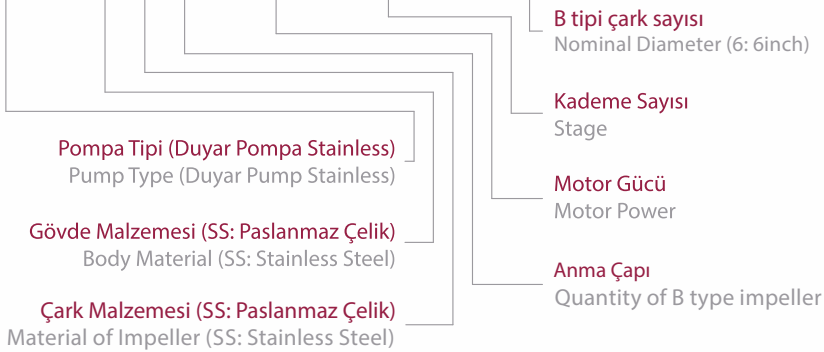 Pompa Tipi (Duyar Pompa Stainless)
Pump Type (Duyar Pump Stainless)
Gövde Malzemesi (SS: Paslanmaz Çelik)
Body Material (SS: Stainless Steel)
Çark Malzemesi (SS: Paslanmaz Çelik)
Material of Impeller (SS: Stainless Steel)
B tipi çark sayısı
Nominal Diameter (6: 6inch)
Kademe Sayısı
Stage
Motor Gücü
Motor Power
Anma Çapı
Quantity of B type impeller